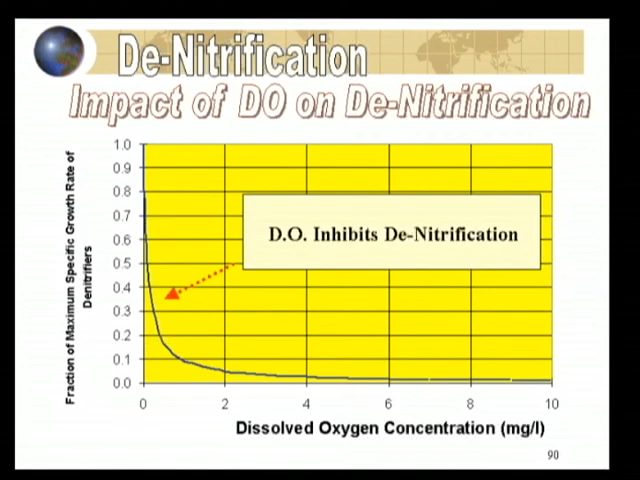 De-Nitrification
Impact of DO on De-Nitrification
Fraction of Maximum Specific Growth Rate of
Denitrifiers
1.0
0.9
0.8
0.7
0.6
0.5
0.4
0.3
0.2
0.1
0.0
D.O. Inhibits De-Nitrification
0 2 4 6 8 10
Dissolved Oxygen Concentration (mg/l)
90